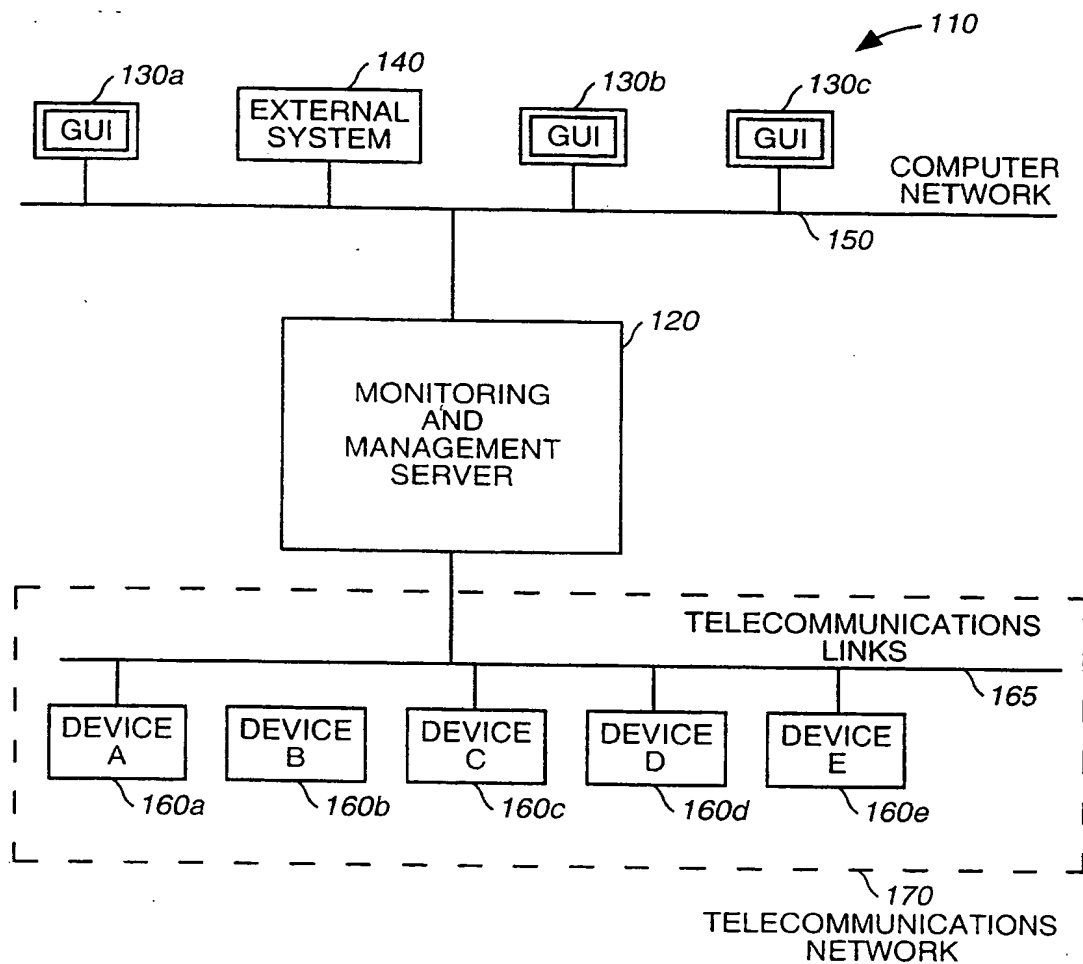 110
130a
140
130b
130c
GUI
EXTERNAL
SYSTEM
GUI
GUI
COMPUTER
NETWORK
150
120
MONITORING
AND
MANAGEMENT
SERVER
TELECOMMUNICATIONS
LINKS
165
DEVICE
A
DEVICE
B
DEVICE
C
DEVICE
D
DEVICE
E
160a
160b
160c
160d
160e
170
TELECOMMUNICATIONS
NETWORK